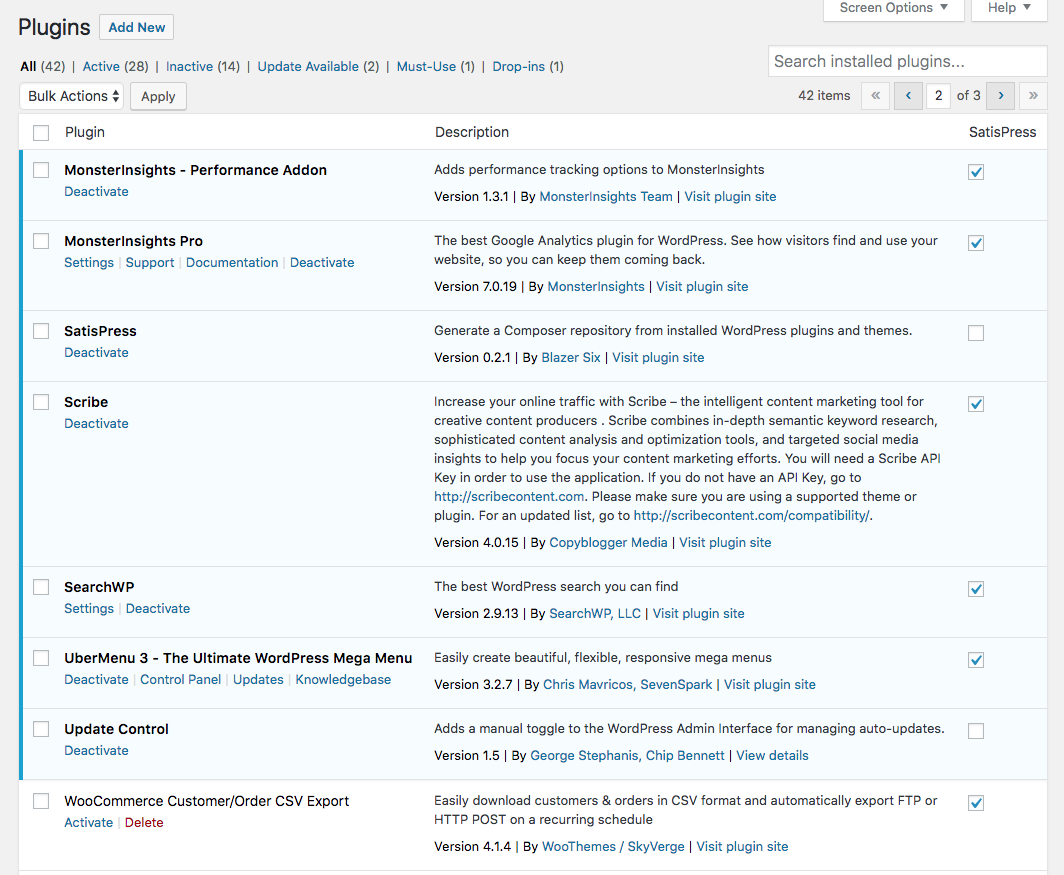 Screen Options ▼ Help ▼
Plugins Add New
All (42) | Active (28) | Inactive (14) | Update Available (2) | Must-Use (1) | Drop-ins (1)
Search installed plugins...
Bulk Actions Apply 42 items « ‹ 2 of 3 › »
Plugin Description SatisPress
MonsterInsights - Performance Addon Adds performance tracking options to MonsterInsights
Deactivate
Version 1.3.1 | By MonsterInsights Team | Visit plugin site
MonsterInsights Pro The best Google Analytics plugin for WordPress. See how visitors find and use your
Settings | Support | Documentation | Deactivate website, so you can keep them coming back.
Version 7.0.19 | By MonsterInsights | Visit plugin site
SatisPress Generate a Composer repository from installed WordPress plugins and themes.
Deactivate
Version 0.2.1 | By Blazer Six | Visit plugin site
Scribe Increase your online traffic with Scribe – the intelligent content marketing tool for
Deactivate creative content producers . Scribe combines in-depth semantic keyword research,
sophisticated content analysis and optimization tools, and targeted social media
insights to help you focus your content marketing efforts. You will need a Scribe API
Key in order to use the application. If you do not have an API Key, go to
http://scribecontent.com. Please make sure you are using a supported theme or
plugin. For an updated list, go to http://scribecontent.com/compatibility/.
Version 4.0.15 | By Copyblogger Media | Visit plugin site
SearchWP The best WordPress search you can find
Settings | Deactivate
Version 2.9.13 | By SearchWP, LLC | Visit plugin site
UberMenu 3 - The Ultimate WordPress Mega Menu Easily create beautiful, flexible, responsive mega menus
Deactivate | Control Panel | Updates | Knowledgebase
Version 3.2.7 | By Chris Mavricos, SevenSpark | Visit plugin site
Update Control Adds a manual toggle to the WordPress Admin Interface for managing auto-updates.
Deactivate
Version 1.5 | By George Stephanis, Chip Bennett | View details
WooCommerce Customer/Order CSV Export Easily download customers & orders in CSV format and automatically export FTP or
Activate | Delete HTTP POST on a recurring schedule
Version 4.1.4 | By WooThemes / SkyVerge | Visit plugin site